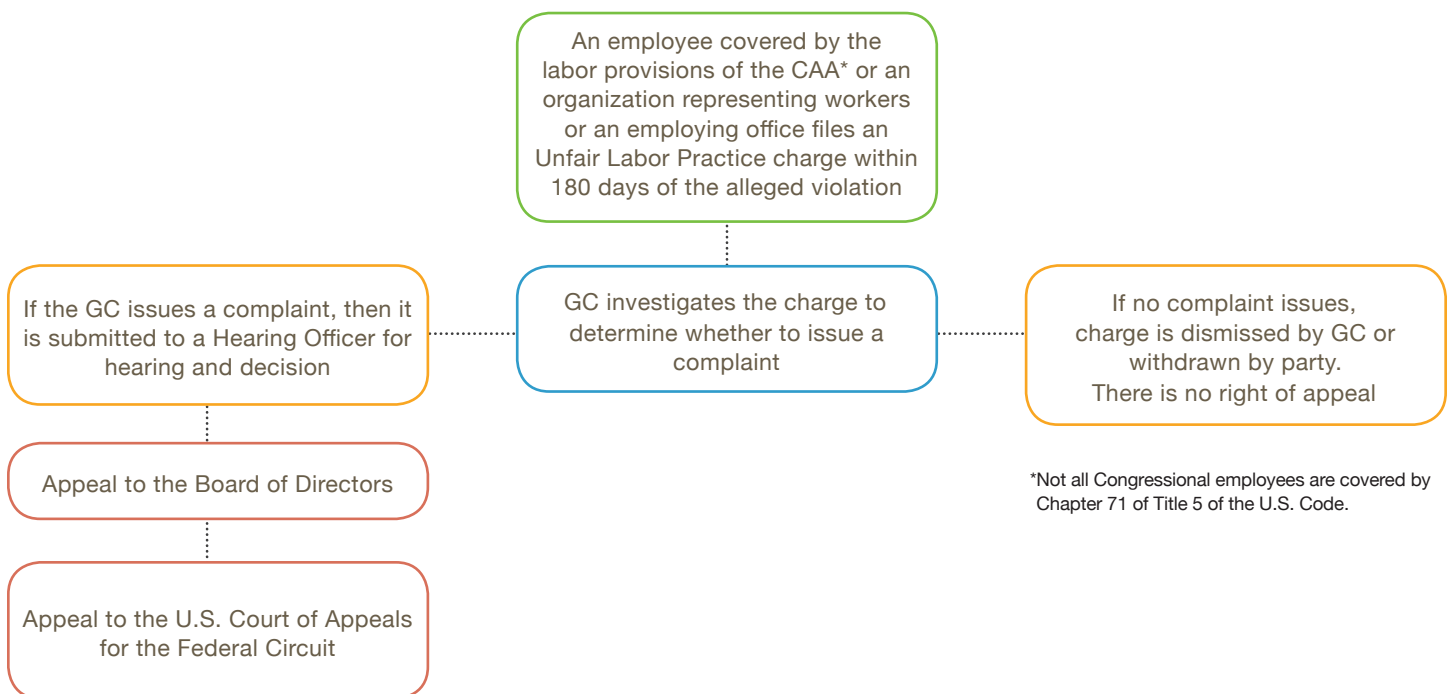 An employee covered by the
labor provisions of the CAA* or an
organization representing workers
or an employing office files an
Unfair Labor Practice charge within
180 days of the alleged violation
If the GC issues a complaint, then it
is submitted to a Hearing Officer for
hearing and decision
GC investigates the charge to
determine whether to issue a
complaint
If no complaint issues,
charge is dismissed by GC or
withdrawn by party.
There is no right of appeal
Appeal to the Board of Directors
*Not all Congressional employees are covered by
Chapter 71 of Title 5 of the U.S. Code.
Appeal to the U.S. Court of Appeals
for the Federal Circuit